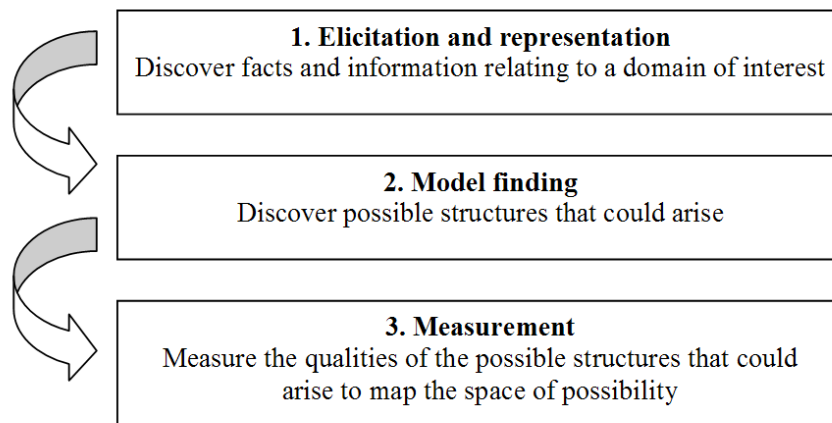 1. Elicitation and representation
Discover facts and information relating to a domain of interest
2. Model finding
Discover possible structures that could arise
3. Measurement
Measure the qualities of the possible structures that could
arise to map the space of possibility